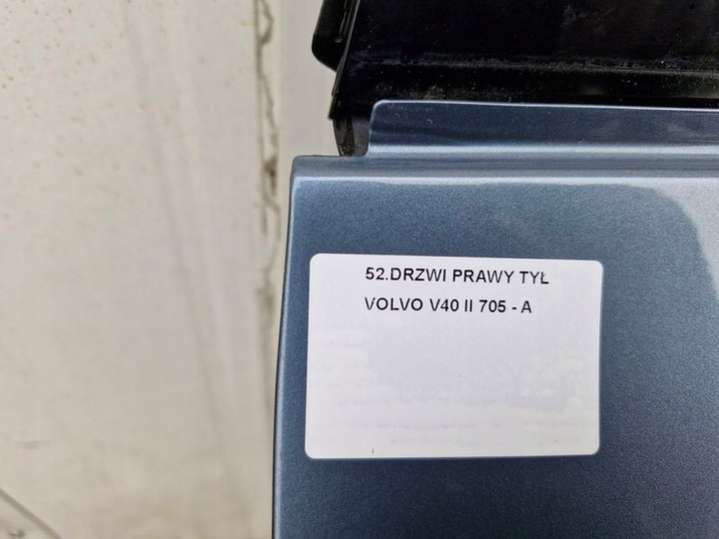 52.DRZWI PRAWY TYŁ
VOLVO V40 II 705 - A